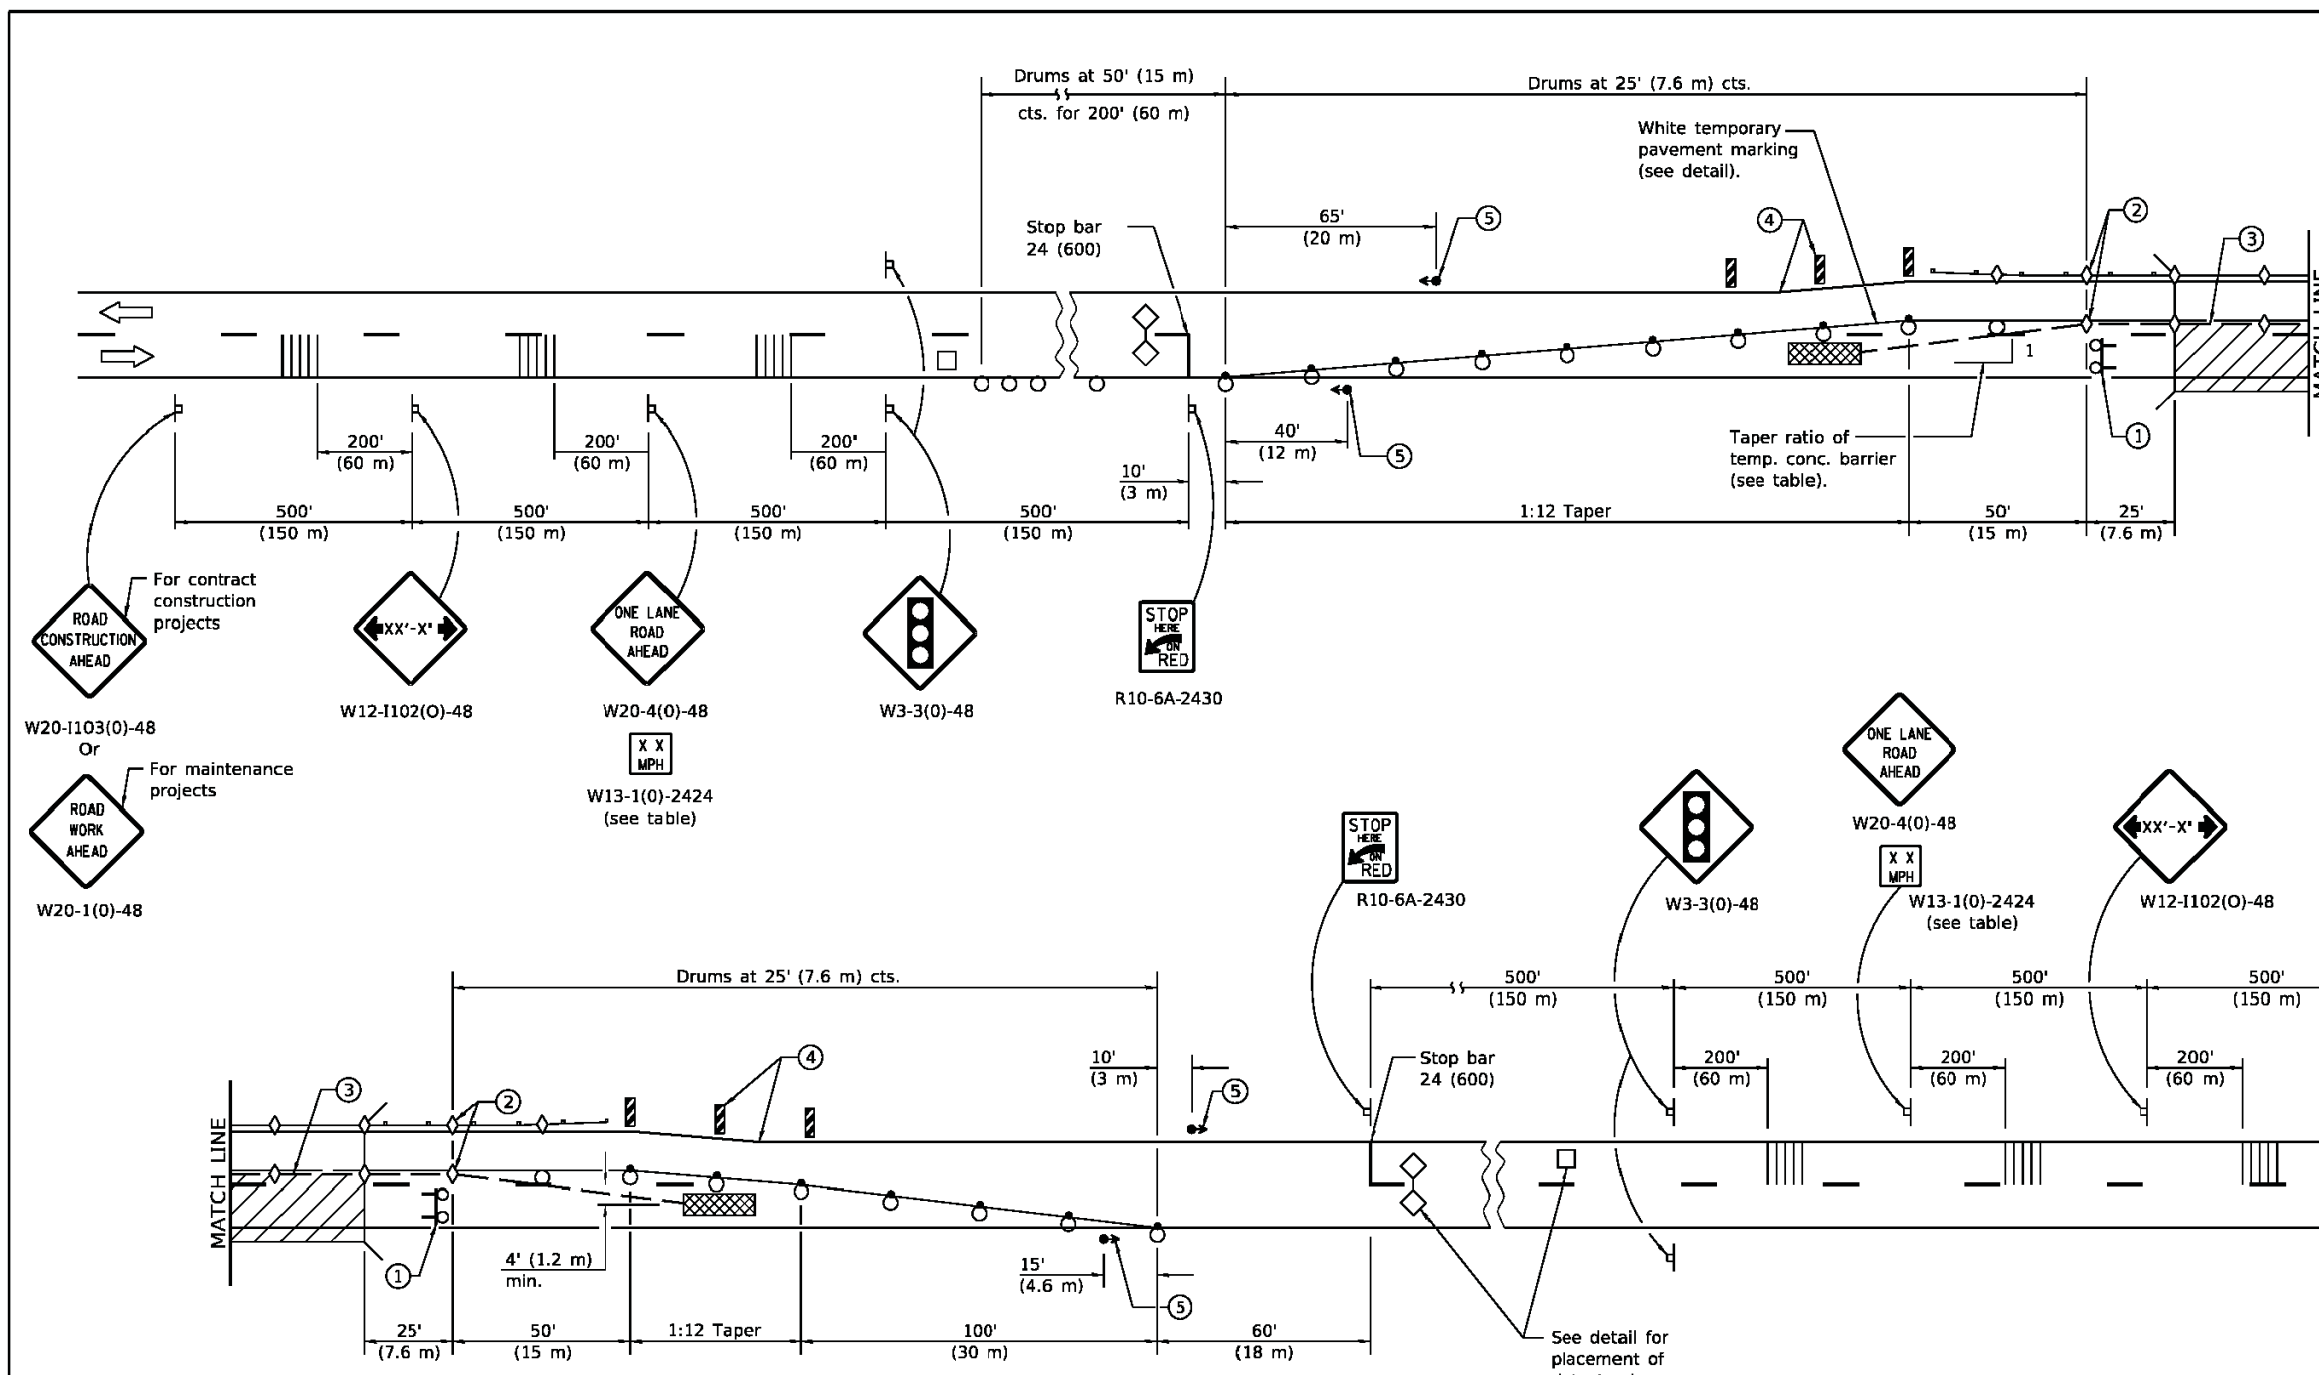 Drums at 50' (15 m)
cts. for 200' (60 m)
Drums at 25' (7.6 m) cts.
White temporary
pavement marking
(see detail).
Stop bar
24 (600)
65'
(20 m)
5
4
2
3
MATCH LINE
1
40'
(12 m)
5
Taper ratio of
temp. conc. barrier
(see table).
1
200'
(60 m)
200'
(60 m)
200'
(60 m)
10'
(3 m)
500'
(150 m)
500'
(150 m)
500'
(150 m)
500'
(150 m)
1:12 Taper
50'
(15 m)
25'
(7.6 m)
For contract
construction
projects
ROAD
CONSTRUCTION
AHEAD
W20-I103(0)-48
Or
For maintenance
projects
ROAD
WORK
AHEAD
W20-1(0)-48
XX'-X"
W12-I102(O)-48
ONE LANE
ROAD
AHEAD
W20-4(0)-48
X X
MPH
W13-1(0)-2424
(see table)
W3-3(0)-48
STOP
HERE
ON
RED
R10-6A-2430
STOP
HERE
ON
RED
R10-6A-2430
W3-3(0)-48
ONE LANE
ROAD
AHEAD
W20-4(0)-48
X X
MPH
W13-1(0)-2424
(see table)
XX'-X"
W12-I102(O)-48
Drums at 25' (7.6 m) cts.
500'
(150 m)
500'
(150 m)
500'
(150 m)
500'
(150 m)
MATCH LINE
3
2
4
10'
(3 m)
5
Stop bar
24 (600)
200'
(60 m)
200'
(60 m)
200'
(60 m)
1
4' (1.2 m)
min.
15'
(4.6 m)
5
25'
(7.6 m)
50'
(15 m)
1:12 Taper
100'
(30 m)
60'
(18 m)
See detail for
placement of